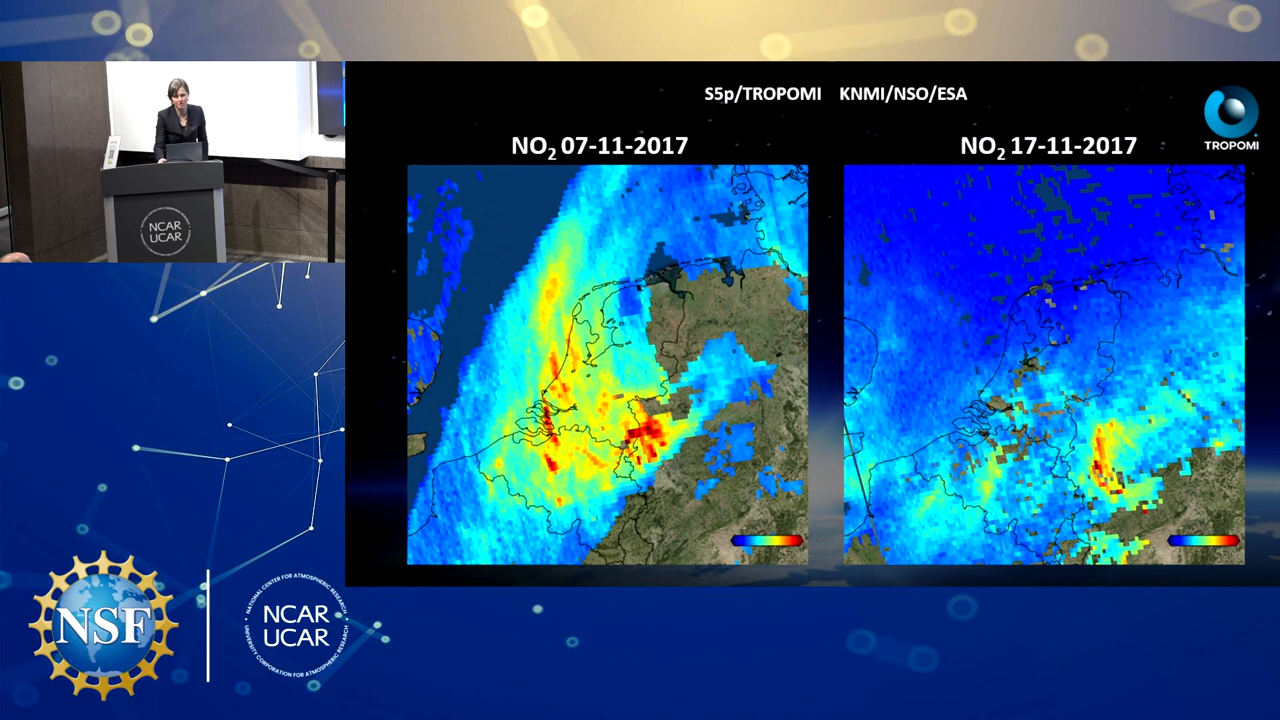 S5p/TROPOMI KNMI/NSO/ESA
TROPOMI
NO2 07-11-2017
NO2 17-11-2017
NCAR
UCAR
NSF
NATIONAL CENTER FOR ATMOSPHERIC RESEARCH
NCAR
UCAR
UNIVERSITY CORPORATION FOR ATMOSPHERIC RESEARCH